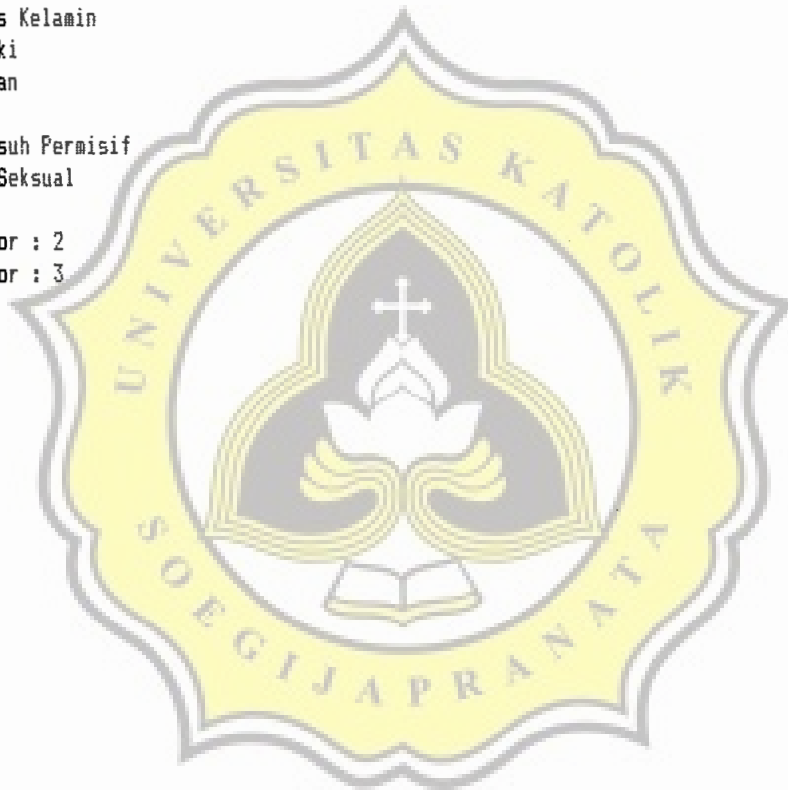 s Kelamin
ki
an
suh Permisif
Seksual
or : 2
or : 3
UNIVERSITAS KATOLIK
SOEGIJAPRANATA